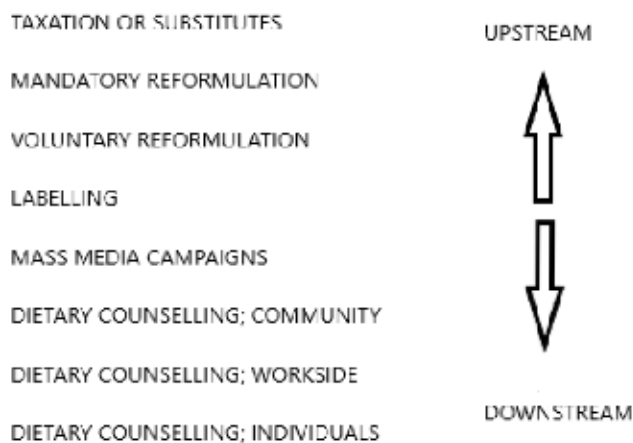 TAXATION OR SUBSTITUTES
UPSTREAM
MANDATORY REFORMULATION
VOLUNTARY REFORMULATION
LABELLING
MASS MEDIA CAMPAIGNS
DIETARY COUNSELLING; COMMUNITY
DIETARY COUNSELLING; WORKSIDE
DOWNSTREAM
DIETARY COUNSELLING; INDIVIDUALS